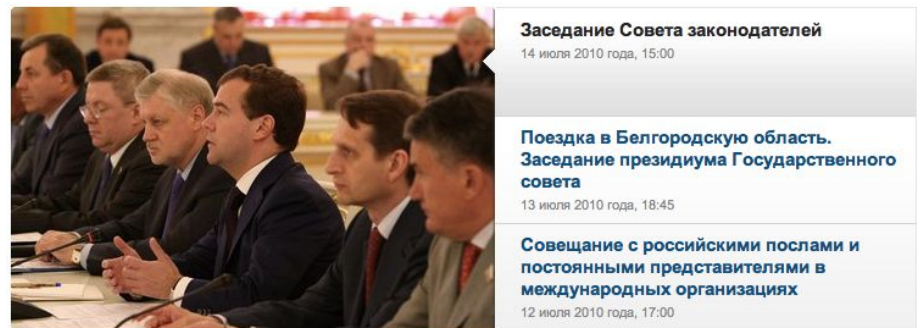 Заседание Совета законодателей
14 июля 2010 года, 15:00
Поездка в Белгородскую область.
Заседание президиума Государственного
совета
13 июля 2010 года, 18:45
Совещание с российскими послами и
постоянными представителями в
международных организациях
12 июля 2010 года, 17:00